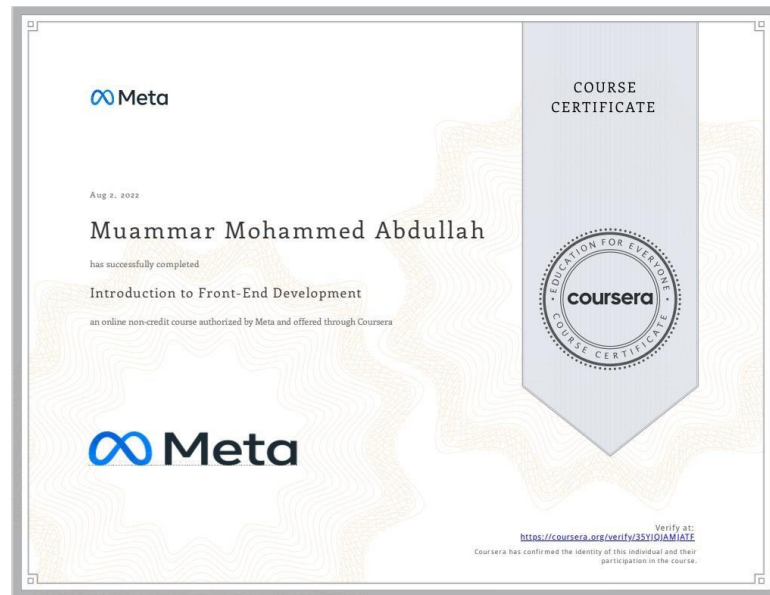 Meta
COURSE
CERTIFICATE
Aug 2, 2022
Muammar Mohammed Abdullah
has successfully completed
Introduction to Front-End Development
an online non-credit course authorized by Meta and offered through Coursera
EDUCATION FOR EVERYONE
coursera
COURSE CERTIFICATE
Meta
Verify at:
https://coursera.org/verify/35YJQJAMJATF
Coursera has confirmed the identity of this individual and their
participation in the course.